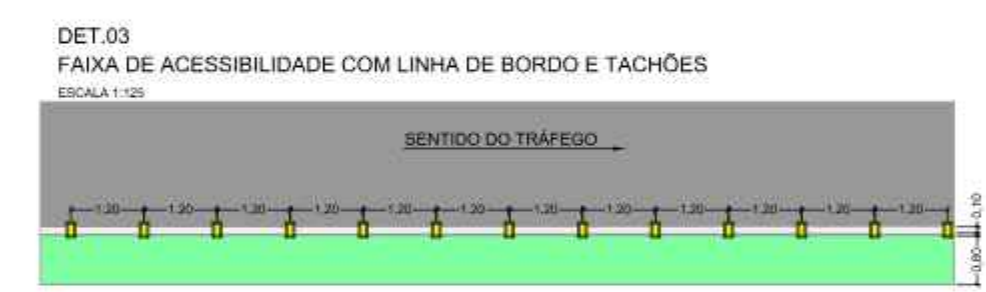 DET.03
FAIXA DE ACESSIBILIDADE COM LINHA DE BORDO E TACHÕES
ESCALA 1:125
SENTIDO DO TRÁFEGO
1.20 1.20 1.20 1.20 1.20 1.20 1.20 1.20 1.20 1.20 1.20 1.20
0,10
0,80